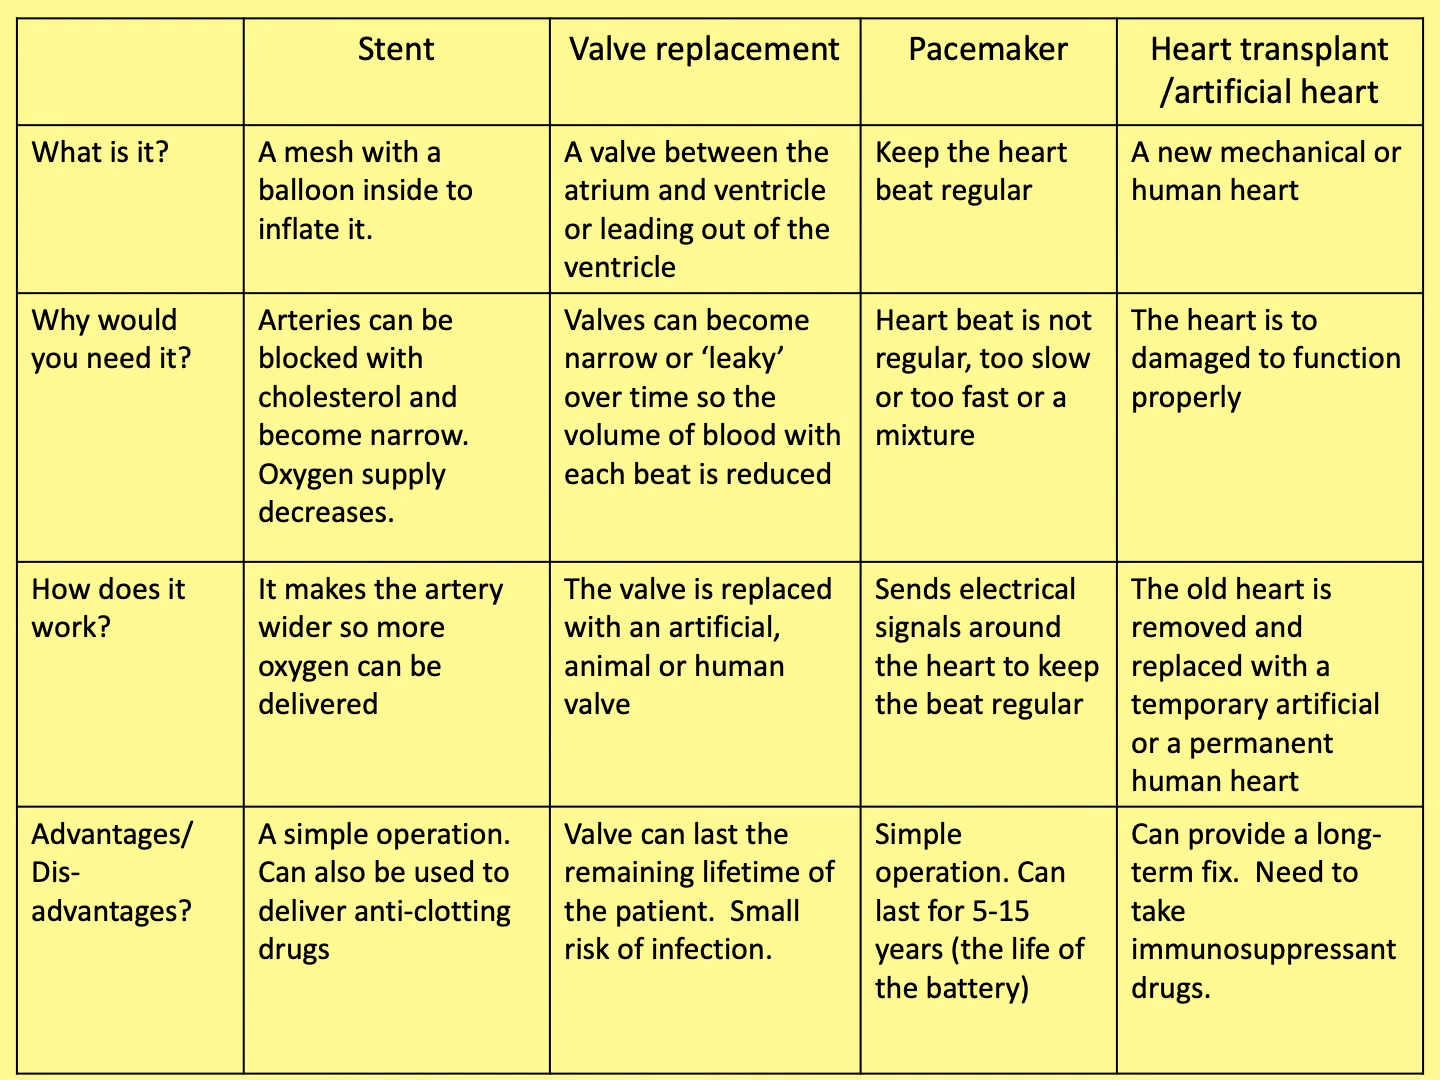 Stent
Valve replacement
Pacemaker
Heart transplant
/artificial heart
What is it?
A mesh with a
balloon inside to
inflate it.
A valve between the
atrium and ventricle
or leading out of the
ventricle
Keep the heart
beat regular
A new mechanical or
human heart
Why would
you need it?
Arteries can be
blocked with
cholesterol and
become narrow.
Oxygen supply
decreases.
Valves can become
narrow or ‘leaky’
over time so the
volume of blood with
each beat is reduced
Heart beat is not
regular, too slow
or too fast or a
mixture
The heart is to
damaged to function
properly
How does it
work?
It makes the artery
wider so more
oxygen can be
delivered
The valve is replaced
with an artificial,
animal or human
valve
Sends electrical
signals around
the heart to keep
the beat regular
The old heart is
removed and
replaced with a
temporary artificial
or a permanent
human heart
Advantages/
Dis-
advantages?
A simple operation.
Can also be used to
deliver anti-clotting
drugs
Valve can last the
remaining lifetime of
the patient.  Small
risk of infection.
Simple
operation. Can
last for 5-15
years (the life of
the battery)
Can provide a long-
term fix.  Need to
take
immunosuppressant
drugs.